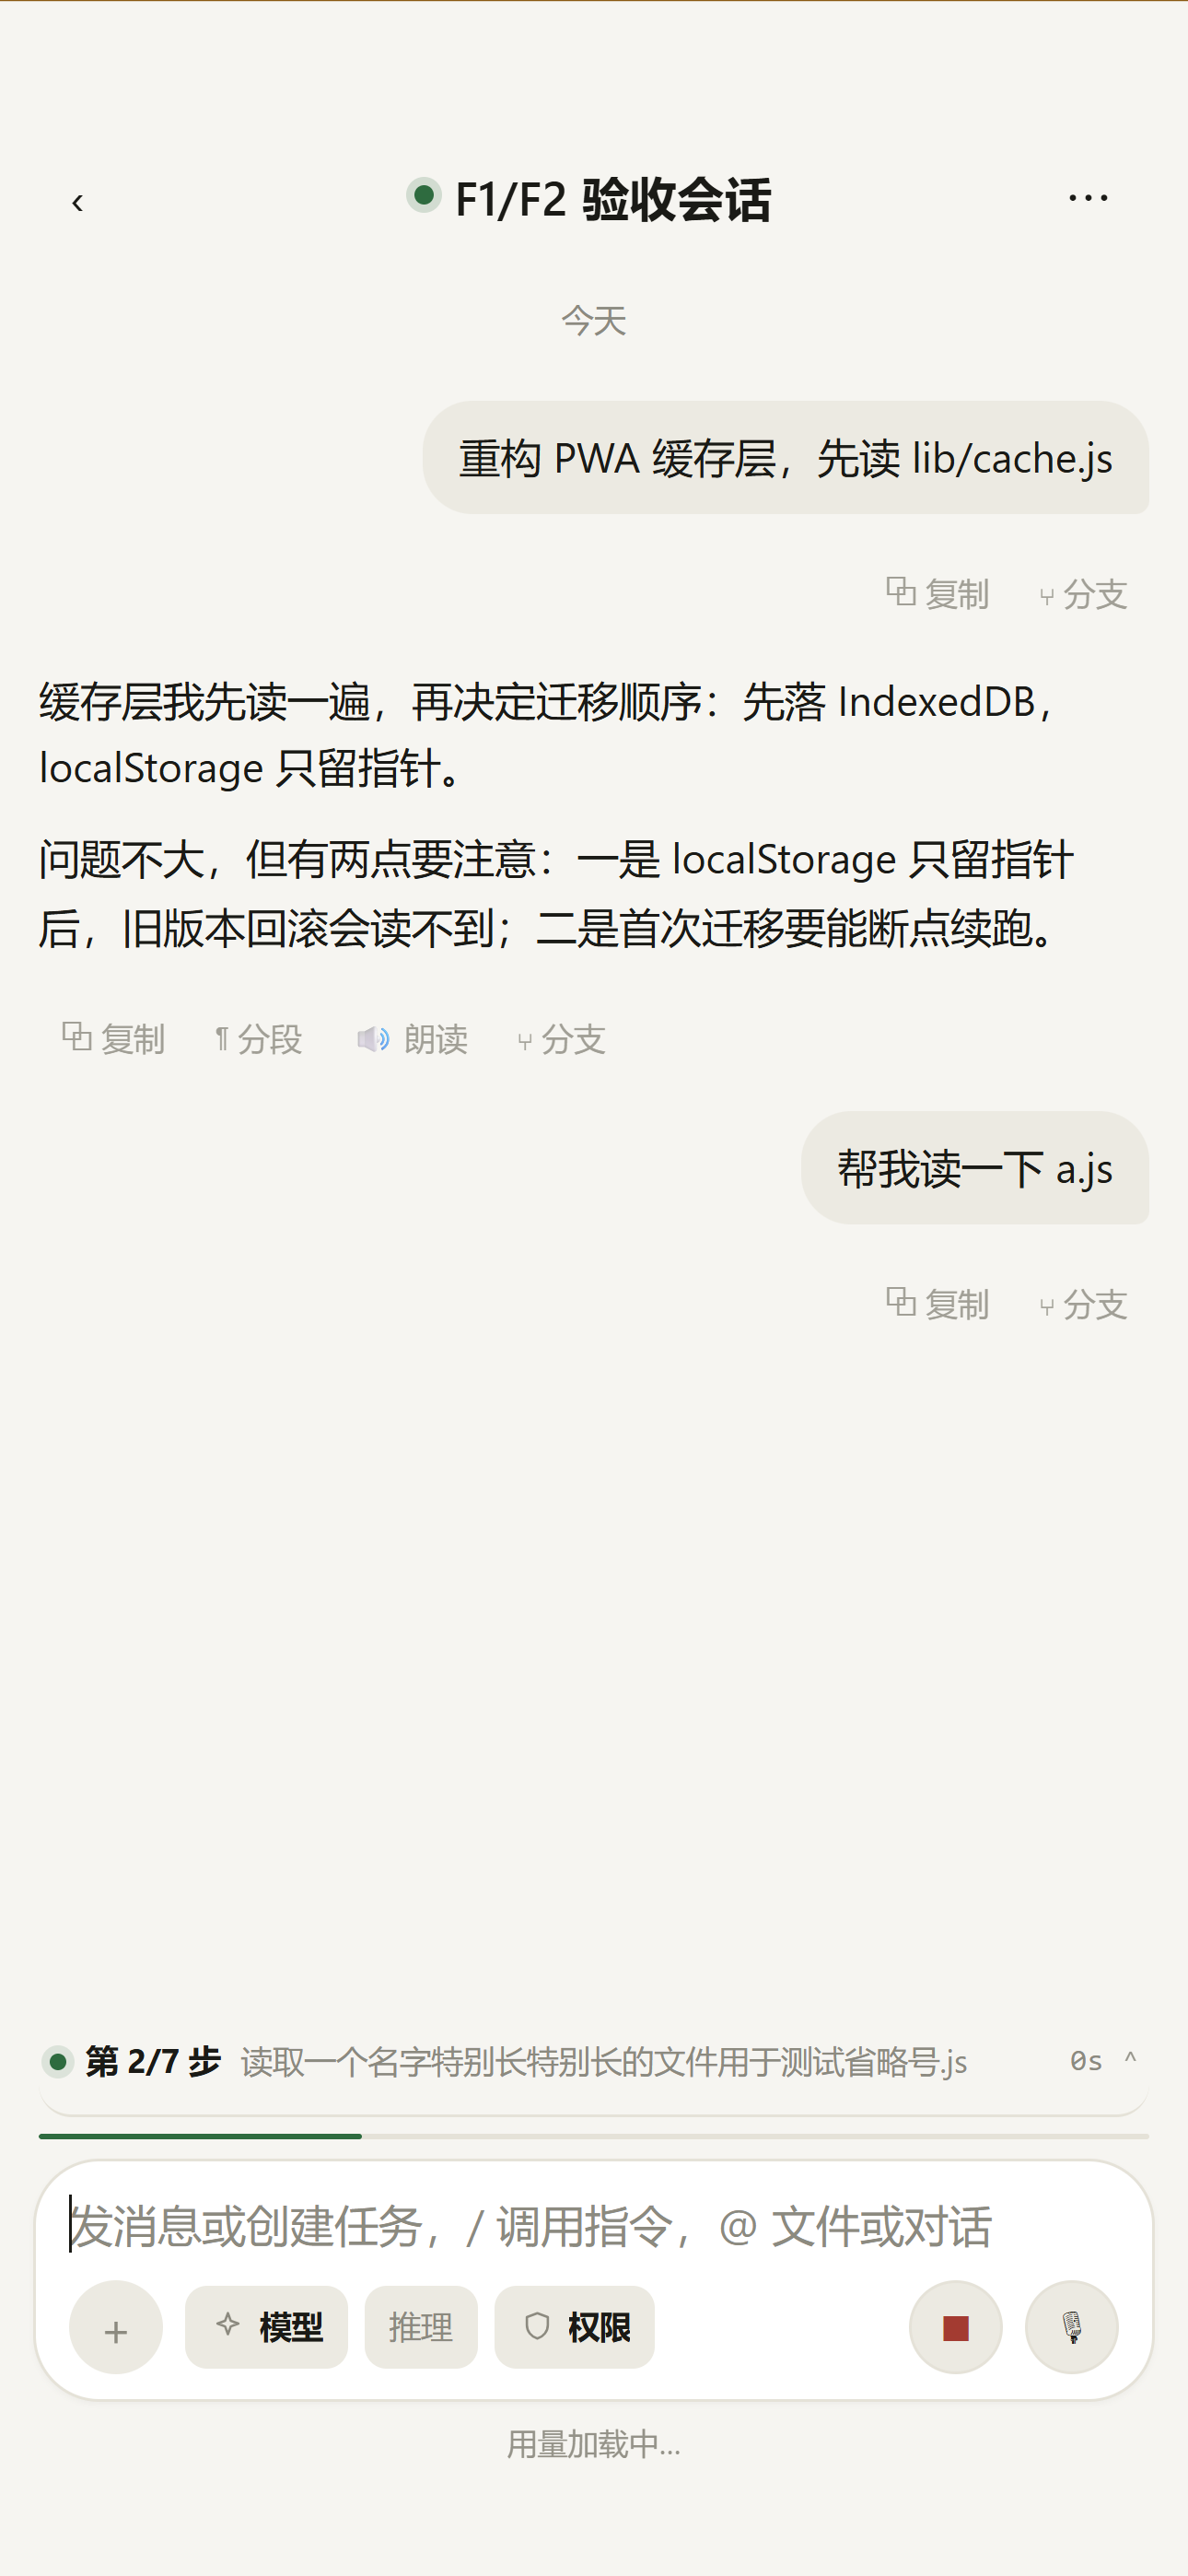 F1/F2 验收会话
今天
重构 PWA 缓存层，先读 lib/cache.js
复制 分支
缓存层我先读一遍，再决定迁移顺序：先落 IndexedDB，
localStorage 只留指针。
问题不大，但有两点要注意：一是 localStorage 只留指针
后，旧版本回滚会读不到；二是首次迁移要能断点续跑。
复制 ¶ 分段 朗读 分支
帮我读一下 a.js
复制 分支
第 2/7 步 读取一个名字特别长特别长的文件用于测试省略号.js 0s ^
发消息或创建任务，/ 调用指令，@ 文件或对话
+ 模型 推理 权限
用量加载中...